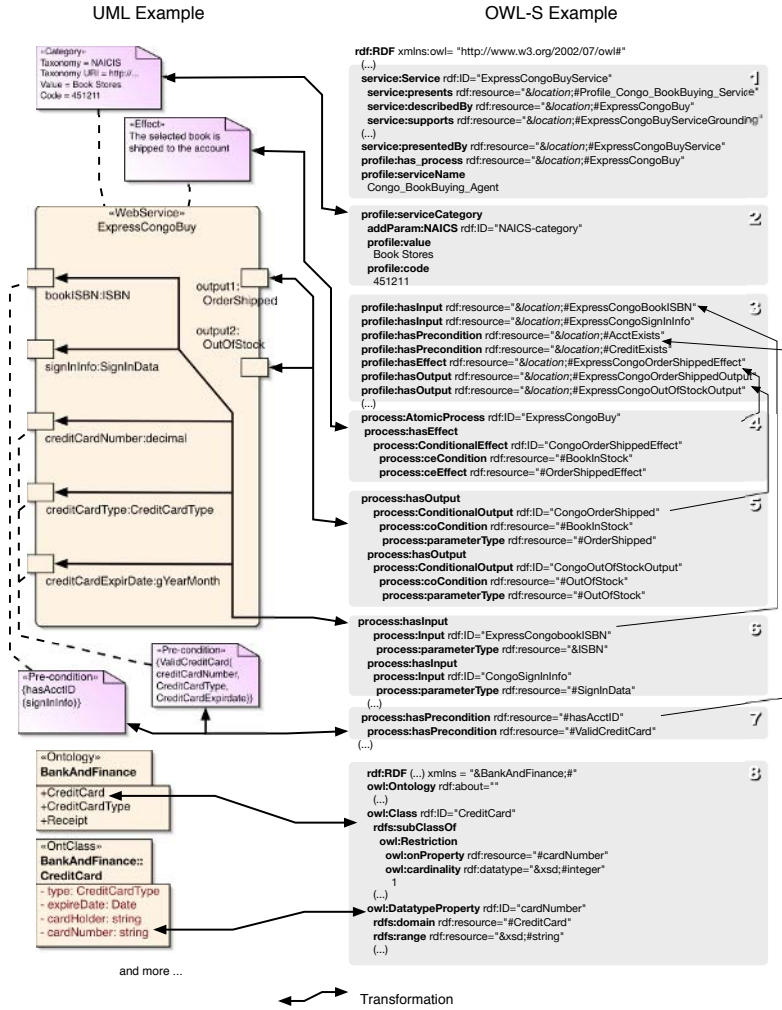 UML Example
«Category»
Taxonomy = NAICIS
Taxonomy URI = http://...
Value = Book Stores
Code = 451211
«Effect»
The selected book is
shipped to the account
«WebService»
ExpressCongoBuy
bookISBN:ISBN
signInInfo:SignInData
creditCardNumber:decimal
creditCardType:CreditCardType
creditCardExpirDate:gYearMonth
output1:
OrderShipped
output2:
OutOfStock
«Pre-condition»
{ValidCreditCard(
creditCardNumber,
CreditCardType,
CreditCardExpirdate)}
«Pre-condition»
{hasAcctID
(signInInfo)}
«Ontology»
BankAndFinance
+CreditCard
+CreditCardType
+Receipt
«OntClass»
BankAndFinance::
CreditCard
- type: CreditCardType
- expireDate: Date
- cardHolder: string
- cardNumber: string
and more ...
OWL-S Example
rdf:RDF xmlns:owl= "http://www.w3.org/2002/07/owl#"
(...)
1
service:Service rdf:ID="ExpressCongoBuyService"
service:presents rdf:resource="&location;#Profile_Congo_BookBuying_Service"
service:describedBy rdf:resource="&location;#ExpressCongoBuy"
service:supports rdf:resource="&location;#ExpressCongoBuyServiceGrounding"
(...)
service:presentedBy rdf:resource="&location;#ExpressCongoBuyService"
profile:has_process rdf:resource="&location;#ExpressCongoBuy"
profile:serviceName
Congo_BookBuying_Agent
2
profile:serviceCategory
addParam:NAICS rdf:ID="NAICS-category"
profile:value
Book Stores
profile:code
451211
3
profile:hasInput rdf:resource="&location;#ExpressCongoBookISBN"
profile:hasInput rdf:resource="&location;#ExpressCongoSignInInfo"
profile:hasPrecondition rdf:resource="&location;#AcctExists"
profile:hasPrecondition rdf:resource="&location;#CreditExists"
profile:hasEffect rdf:resource="&location;#ExpressCongoOrderShippedEffect"
profile:hasOutput rdf:resource="&location;#ExpressCongoOrderShippedOutput"
profile:hasOutput rdf:resource="&location;#ExpressCongoOutOfStockOutput"
(...)
4
process:AtomicProcess rdf:ID="ExpressCongoBuy"
process:hasEffect
process:ConditionalEffect rdf:ID="CongoOrderShippedEffect"
process:ceCondition rdf:resource="#BookInStock"
process:ceEffect rdf:resource="#OrderShippedEffect"
5
process:hasOutput
process:ConditionalOutput rdf:ID="CongoOrderShipped"
process:coCondition rdf:resource="#BookInStock"
process:parameterType rdf:resource="#OrderShipped"
process:hasOutput
process:ConditionalOutput rdf:ID="CongoOutOfStockOutput"
process:coCondition rdf:resource="#OutOfStock"
process:parameterType rdf:resource="#OutOfStock"
6
process:hasInput
process:Input rdf:ID="ExpressCongobookISBN"
process:parameterType rdf:resource="&ISBN"
process:hasInput
process:Input rdf:ID="CongoSignInInfo"
process:parameterType rdf:resource="#SignInData"
(...)
7
process:hasPrecondition rdf:resource="#hasAcctID"
process:hasPrecondition rdf:resource="#ValidCreditCard"
(...)
8
rdf:RDF (...) xmlns = "&BankAndFinance;#"
owl:Ontology rdf:about=""
(...)
owl:Class rdf:ID="CreditCard"
rdfs:subClassOf
owl:Restriction
owl:onProperty rdf:resource="#cardNumber"
owl:cardinality rdf:datatype="&xsd;#integer"
1
(...)
owl:DatatypeProperty rdf:ID="cardNumber"
rdfs:domain rdf:resource="#CreditCard"
rdfs:range rdf:resource="&xsd;#string"
(...)
Transformation